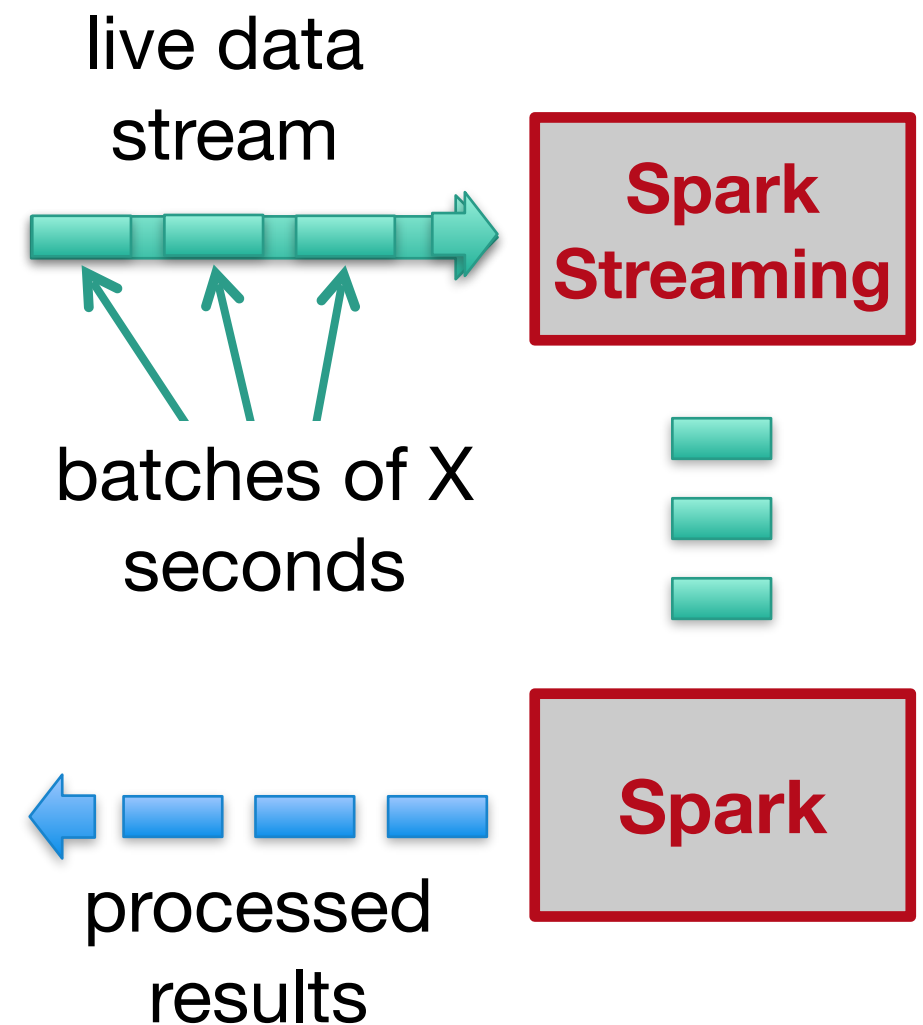 live data
stream
Spark
Streaming
batches of X
seconds
Spark
processed
results